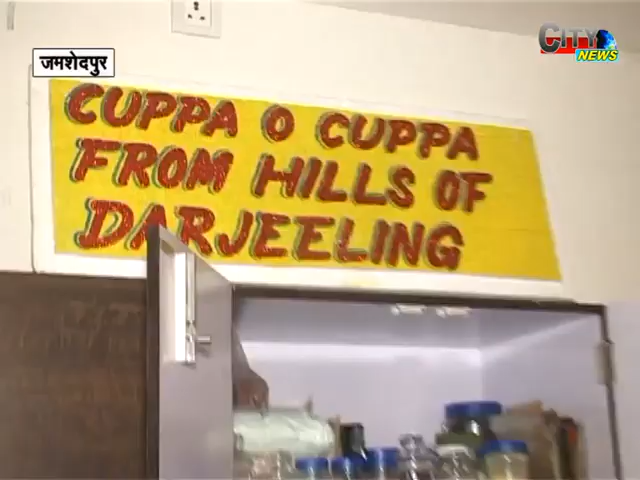 CITY
NEWS
जमशेदपुर
CUPPA O CUPPA
FROM HILLS OF
DARJEELING